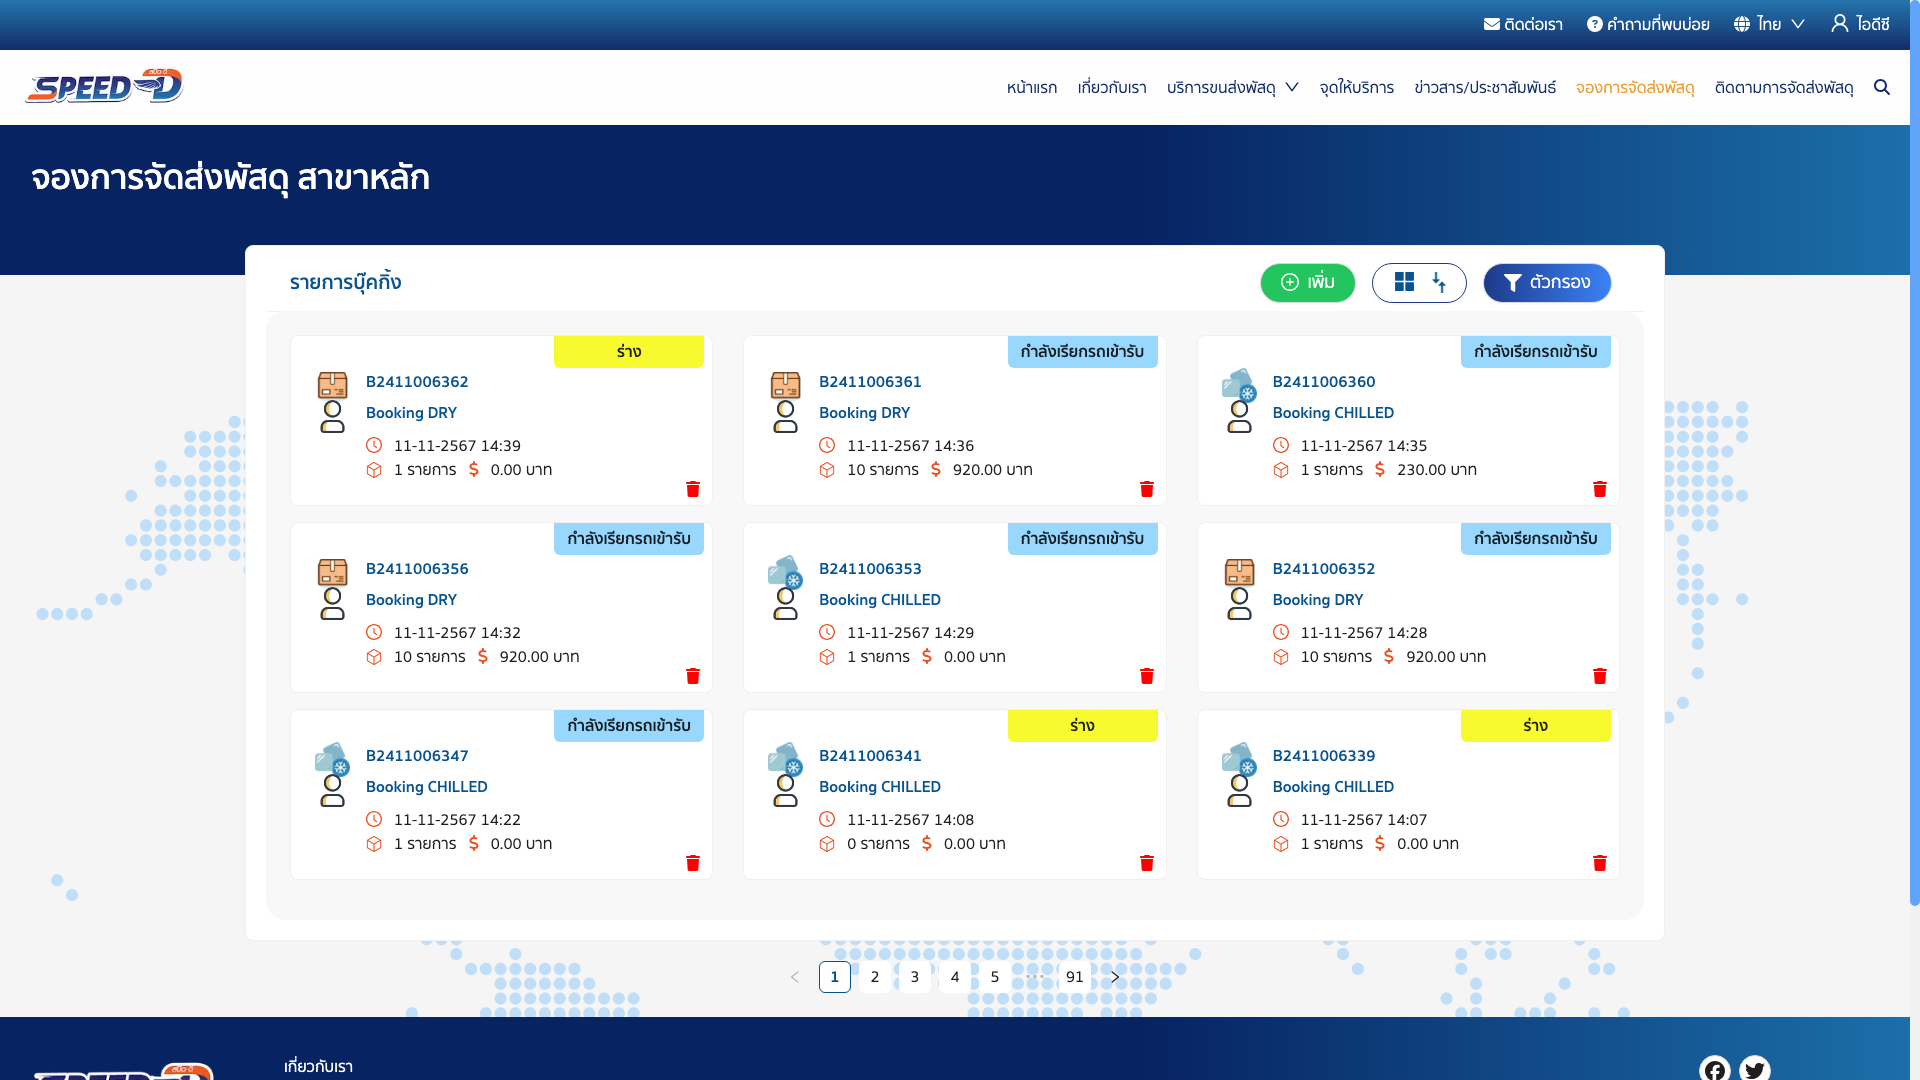 ติดต่อเรา คำถามที่พบบ่อย ไทย ไอดีซี
SPEED-D สปีด-ดี
หน้าแรก เกี่ยวกับเรา บริการขนส่งพัสดุ จุดให้บริการ ข่าวสาร/ประชาสัมพันธ์ จองการจัดส่งพัสดุ ติดตามการจัดส่งพัสดุ
จองการจัดส่งพัสดุ สาขาหลัก
รายการบุ๊คกิ้ง
เพิ่ม
ตัวกรอง
ร่าง
B2411006362
Booking DRY
11-11-2567 14:39
1 รายการ $ 0.00 บาท
กำลังเรียกรถเข้ารับ
B2411006361
Booking DRY
11-11-2567 14:36
10 รายการ $ 920.00 บาท
กำลังเรียกรถเข้ารับ
B2411006360
Booking CHILLED
11-11-2567 14:35
1 รายการ $ 230.00 บาท
กำลังเรียกรถเข้ารับ
B2411006356
Booking DRY
11-11-2567 14:32
10 รายการ $ 920.00 บาท
กำลังเรียกรถเข้ารับ
B2411006353
Booking CHILLED
11-11-2567 14:29
1 รายการ $ 0.00 บาท
กำลังเรียกรถเข้ารับ
B2411006352
Booking DRY
11-11-2567 14:28
10 รายการ $ 920.00 บาท
กำลังเรียกรถเข้ารับ
B2411006347
Booking CHILLED
11-11-2567 14:22
1 รายการ $ 0.00 บาท
ร่าง
B2411006341
Booking CHILLED
11-11-2567 14:08
0 รายการ $ 0.00 บาท
ร่าง
B2411006339
Booking CHILLED
11-11-2567 14:07
1 รายการ $ 0.00 บาท
< 1 2 3 4 5 ••• 91 >
เกี่ยวกับเรา